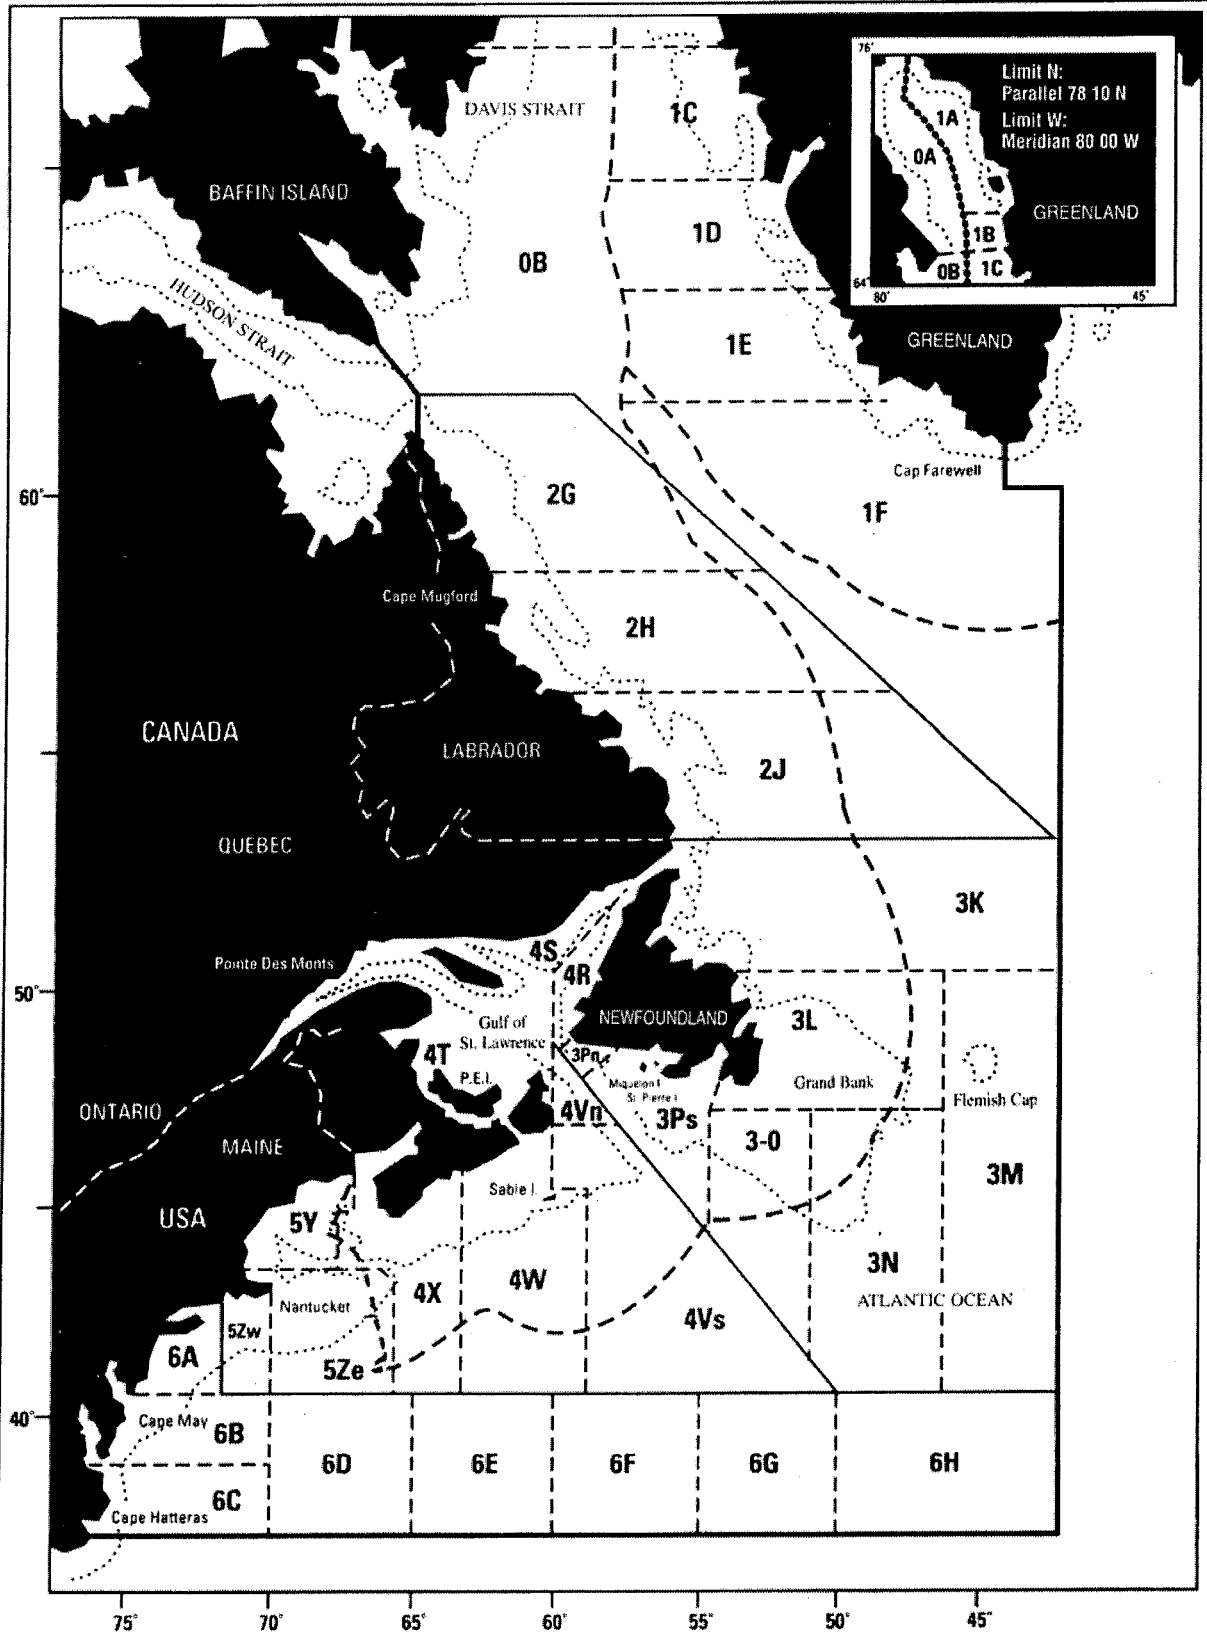 76°
Limit N:
Parallel 78 10 N
Limit W:
Meridian 80 00 W
1A
0A
GREENLAND
1B
0B
1C
64°
80°
45°
DAVIS STRAIT
1C
BAFFIN ISLAND
1D
0B
HUDSON STRAIT
1E
GREENLAND
Cap Farewell
60°
2G
1F
Cape Mugford
2H
CANADA
LABRADOR
2J
QUEBEC
3K
4S
Pointe Des Monts
4R
50°
Gulf of
St. Lawrence
NEWFOUNDLAND
3L
4T
3Pn
P.E.I.
Miquelon I.
St. Pierre I.
Grand Bank
Flemish Cap
ONTARIO
4Vn
3Ps
MAINE
3-0
3M
Sable I.
USA
5Y
3N
4X
4W
ATLANTIC OCEAN
Nantucket
4Vs
5Zw
6A
5Ze
40°
Cape May
6B
6D
6E
6F
6G
6H
6C
Cape Hatteras
75°
70°
65°
60°
55°
50°
45°